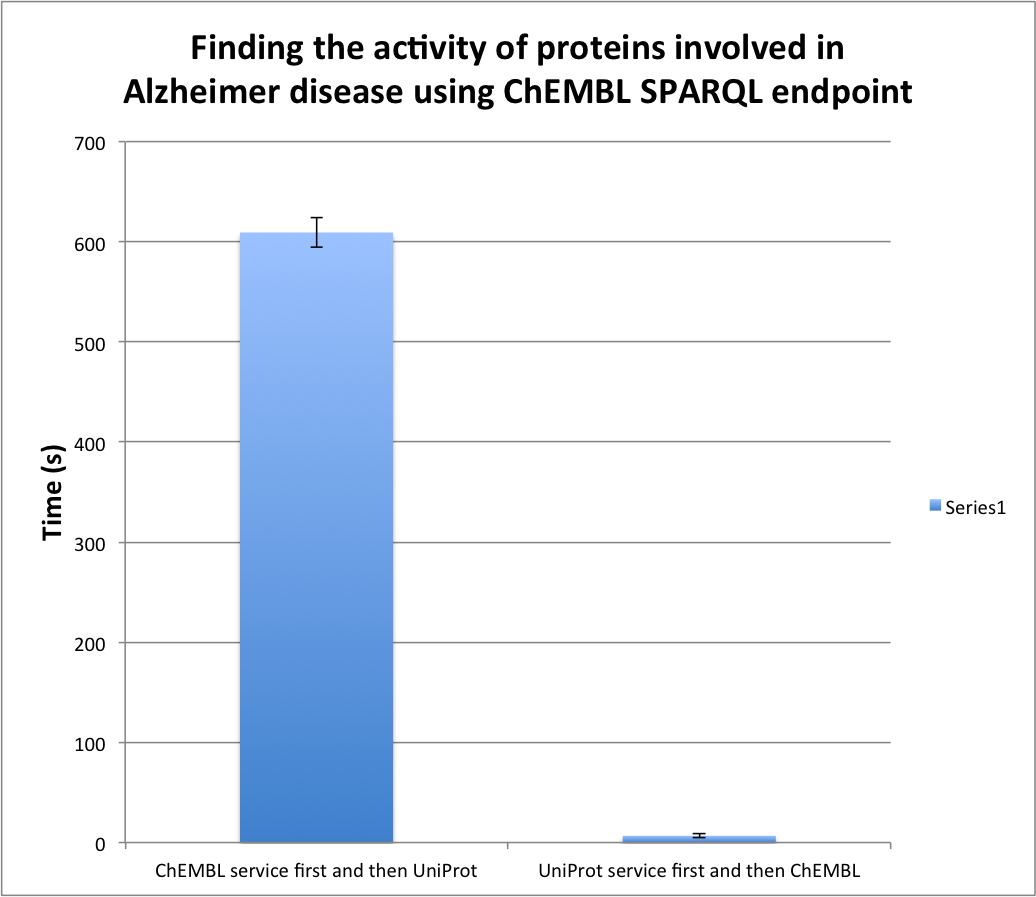 Finding the activity of proteins involved in
Alzheimer disease using ChEMBL SPARQL endpoint
700
600
500
400
300
200
100
0
Time (s)
ChEMBL service first and then UniProt
UniProt service first and then ChEMBL
Series1